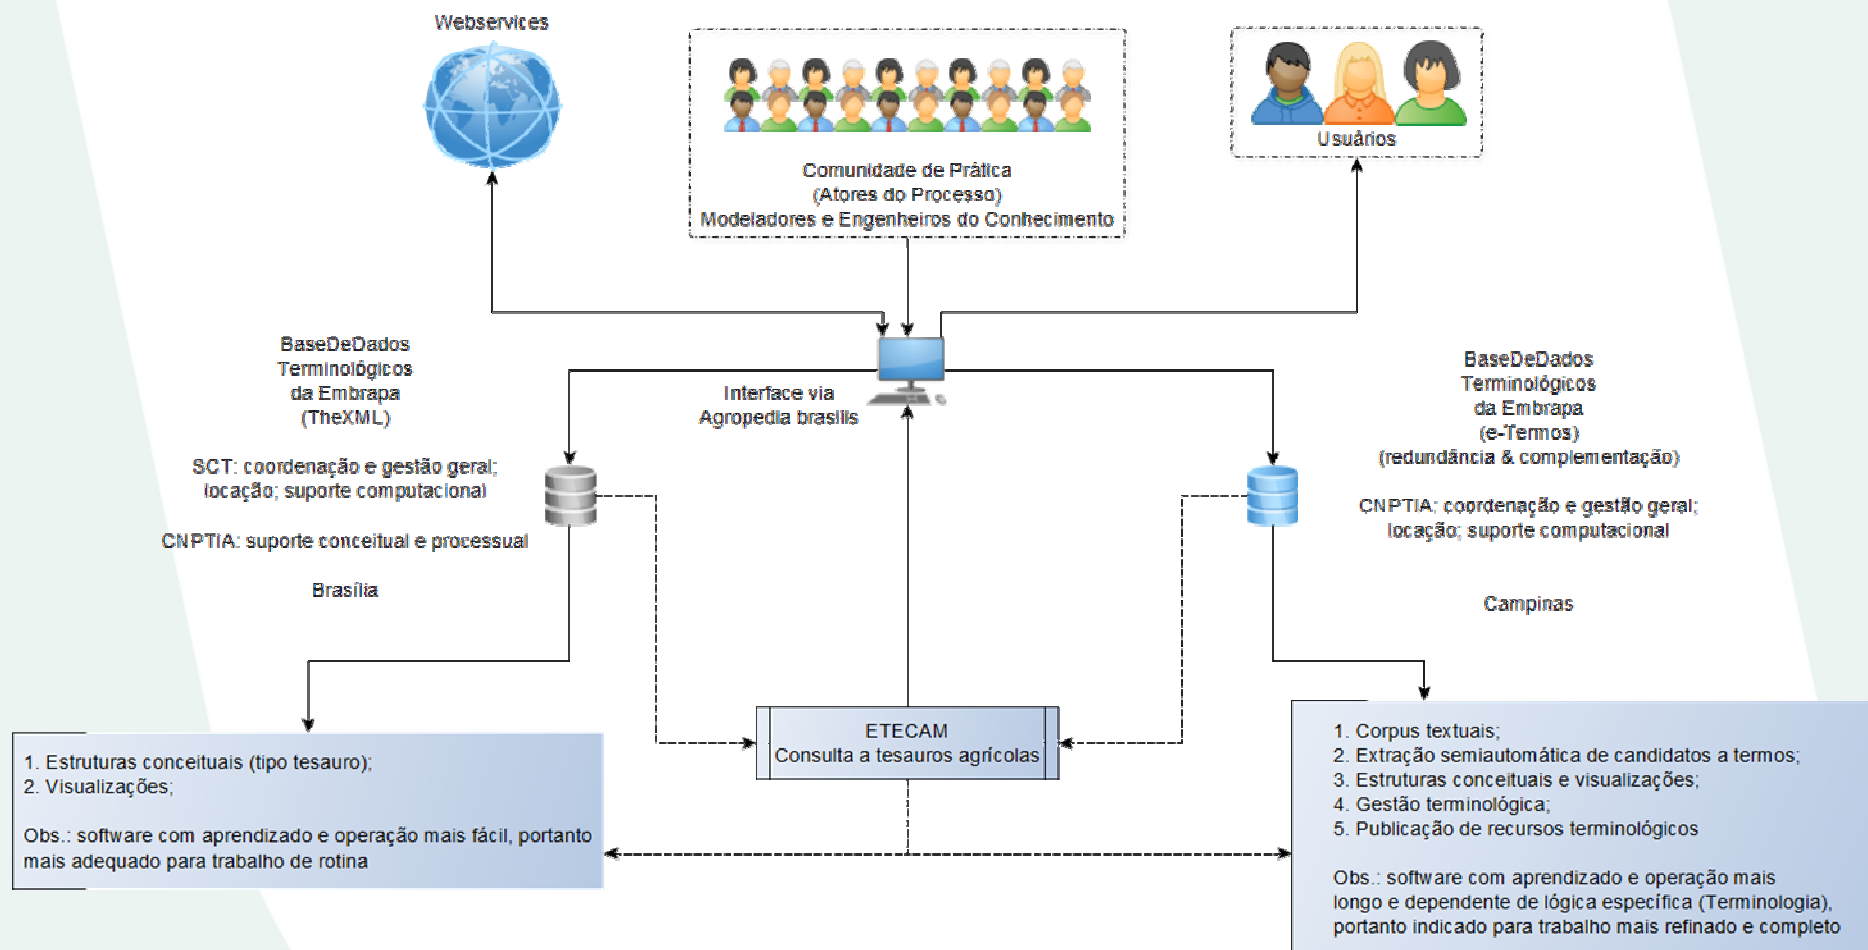 Webservices
Comunidade de Prática
(Atores do Processo)
Modeladores e Engenheiros do Conhecimento
Usuários
BaseDeDados
Terminológicos
da Embrapa
(TheXML)
SCT: coordenação e gestão geral;
locação; suporte computacional
CNPTIA: suporte conceitual e processual
Brasília
Interface via
Agropedia brasilis
BaseDeDados
Terminológicos
da Embrapa
(e-Termos)
(redundância & complementação)
CNPTIA: coordenação e gestão geral;
locação; suporte computacional
Campinas
ETECAM
Consulta a tesauros agrícolas
1. Estruturas conceituais (tipo tesauro);
2. Visualizações;
Obs.: software com aprendizado e operação mais fácil, portanto
mais adequado para trabalho de rotina
1. Corpus textuais;
2. Extração semiautomática de candidatos a termos;
3. Estruturas conceituais e visualizações;
4. Gestão terminológica;
5. Publicação de recursos terminológicos
Obs.: software com aprendizado e operação mais
longo e dependente de lógica específica (Terminologia),
portanto indicado para trabalho mais refinado e completo